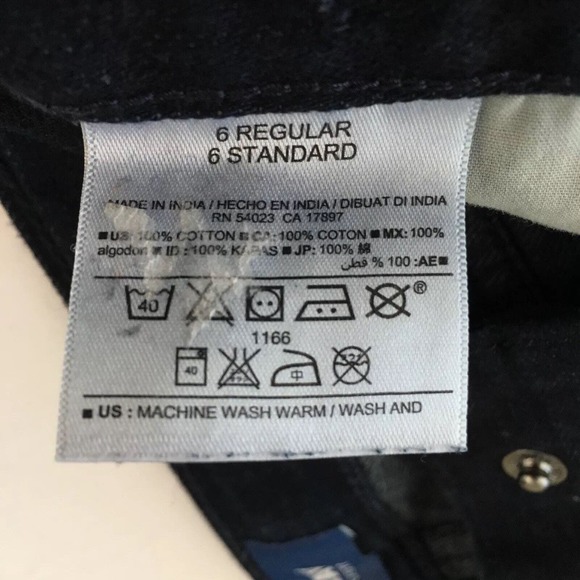 6 REGULAR
6 STANDARD
MADE IN INDIA / HECHO EN INDIA / DIBUAT DI INDIA
RN 54023 CA 17897
■ US: 100% COTTON ■ CA: 100% COTON ■ MX: 100%
algodon ■ ID: 100% KAPAS ■ JP: 100% 綿
■ AE: 100 % قطن
40 ®
1166
40 中
■ US : MACHINE WASH WARM / WASH AND